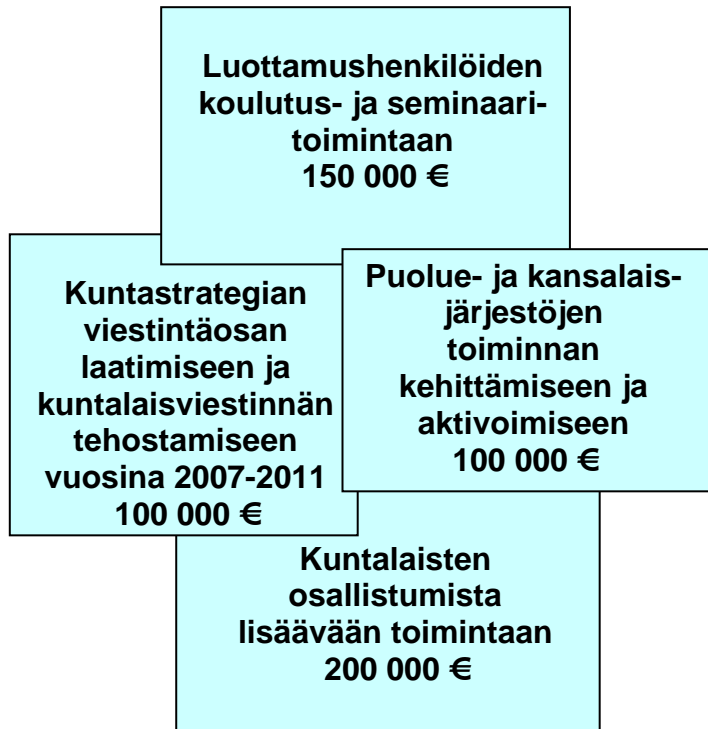 Luottamushenkilöiden
koulutus- ja seminaari-
toimintaan
150 000 €
Kuntastrategian
viestintäosan
laatimiseen ja
kuntalaisviestinnän
tehostamiseen
vuosina 2007-2011
100 000 €
Puolue- ja kansalais-
järjestöjen
toiminnan
kehittämiseen ja
aktivoimiseen
100 000 €
Kuntalaisten
osallistumista
lisäävään toimintaan
200 000 €